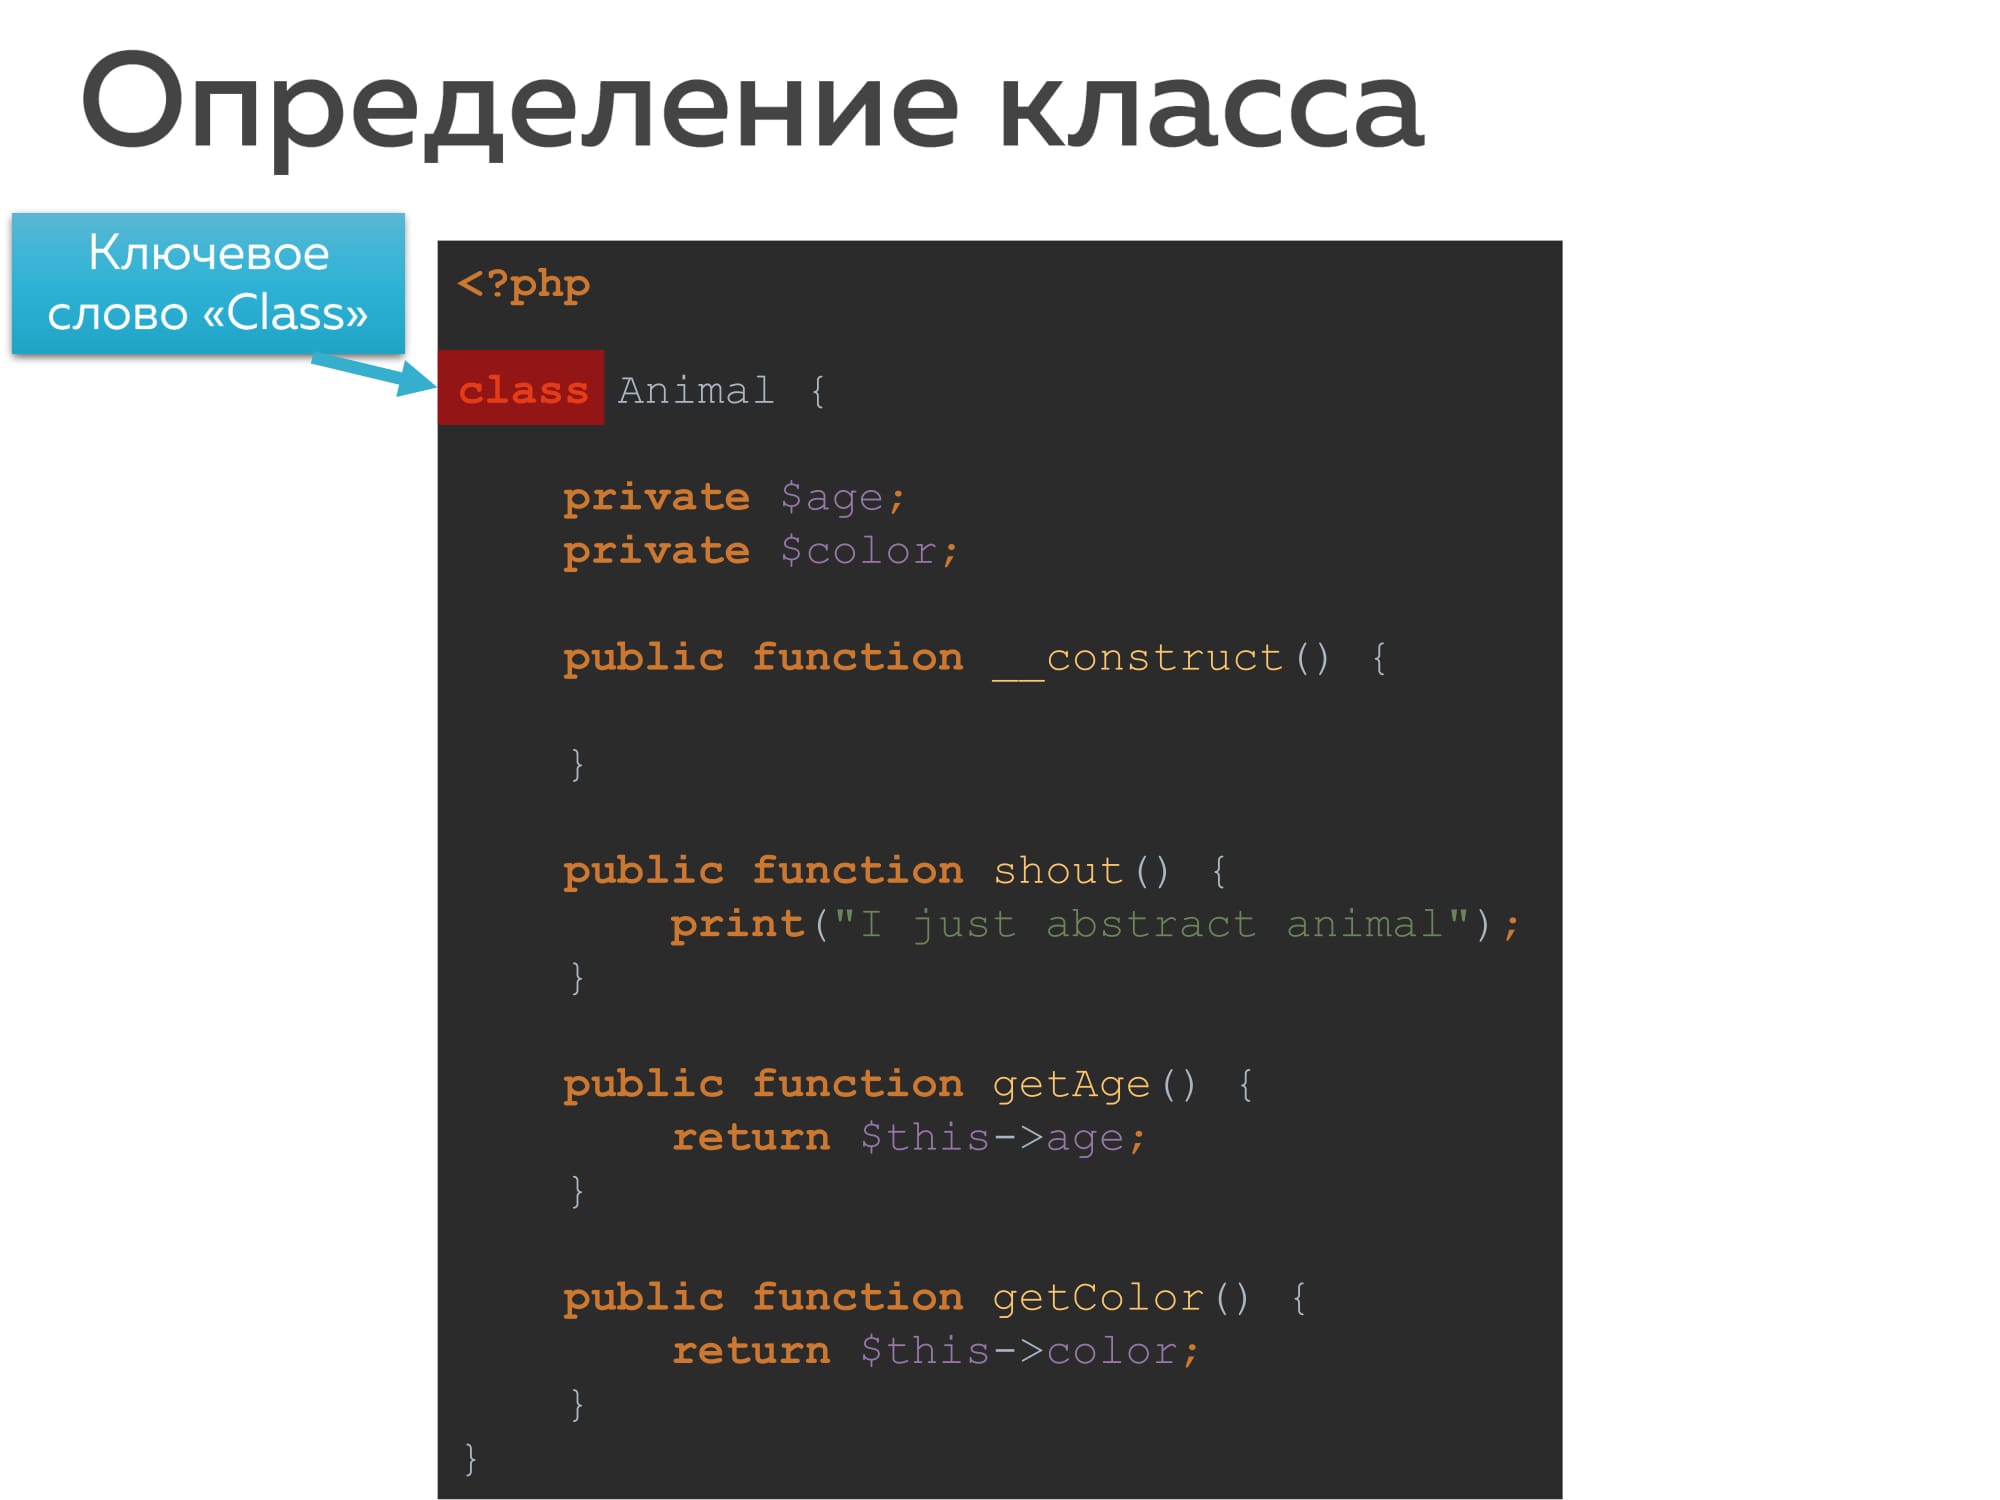 Определение класса
Ключевое
слово «Class»
<?php
class Animal {
private $age;
private $color;
public function __construct() {
}
public function shout() {
print("I just abstract animal");
}
public function getAge() {
return $this->age;
}
public function getColor() {
return $this->color;
}
}